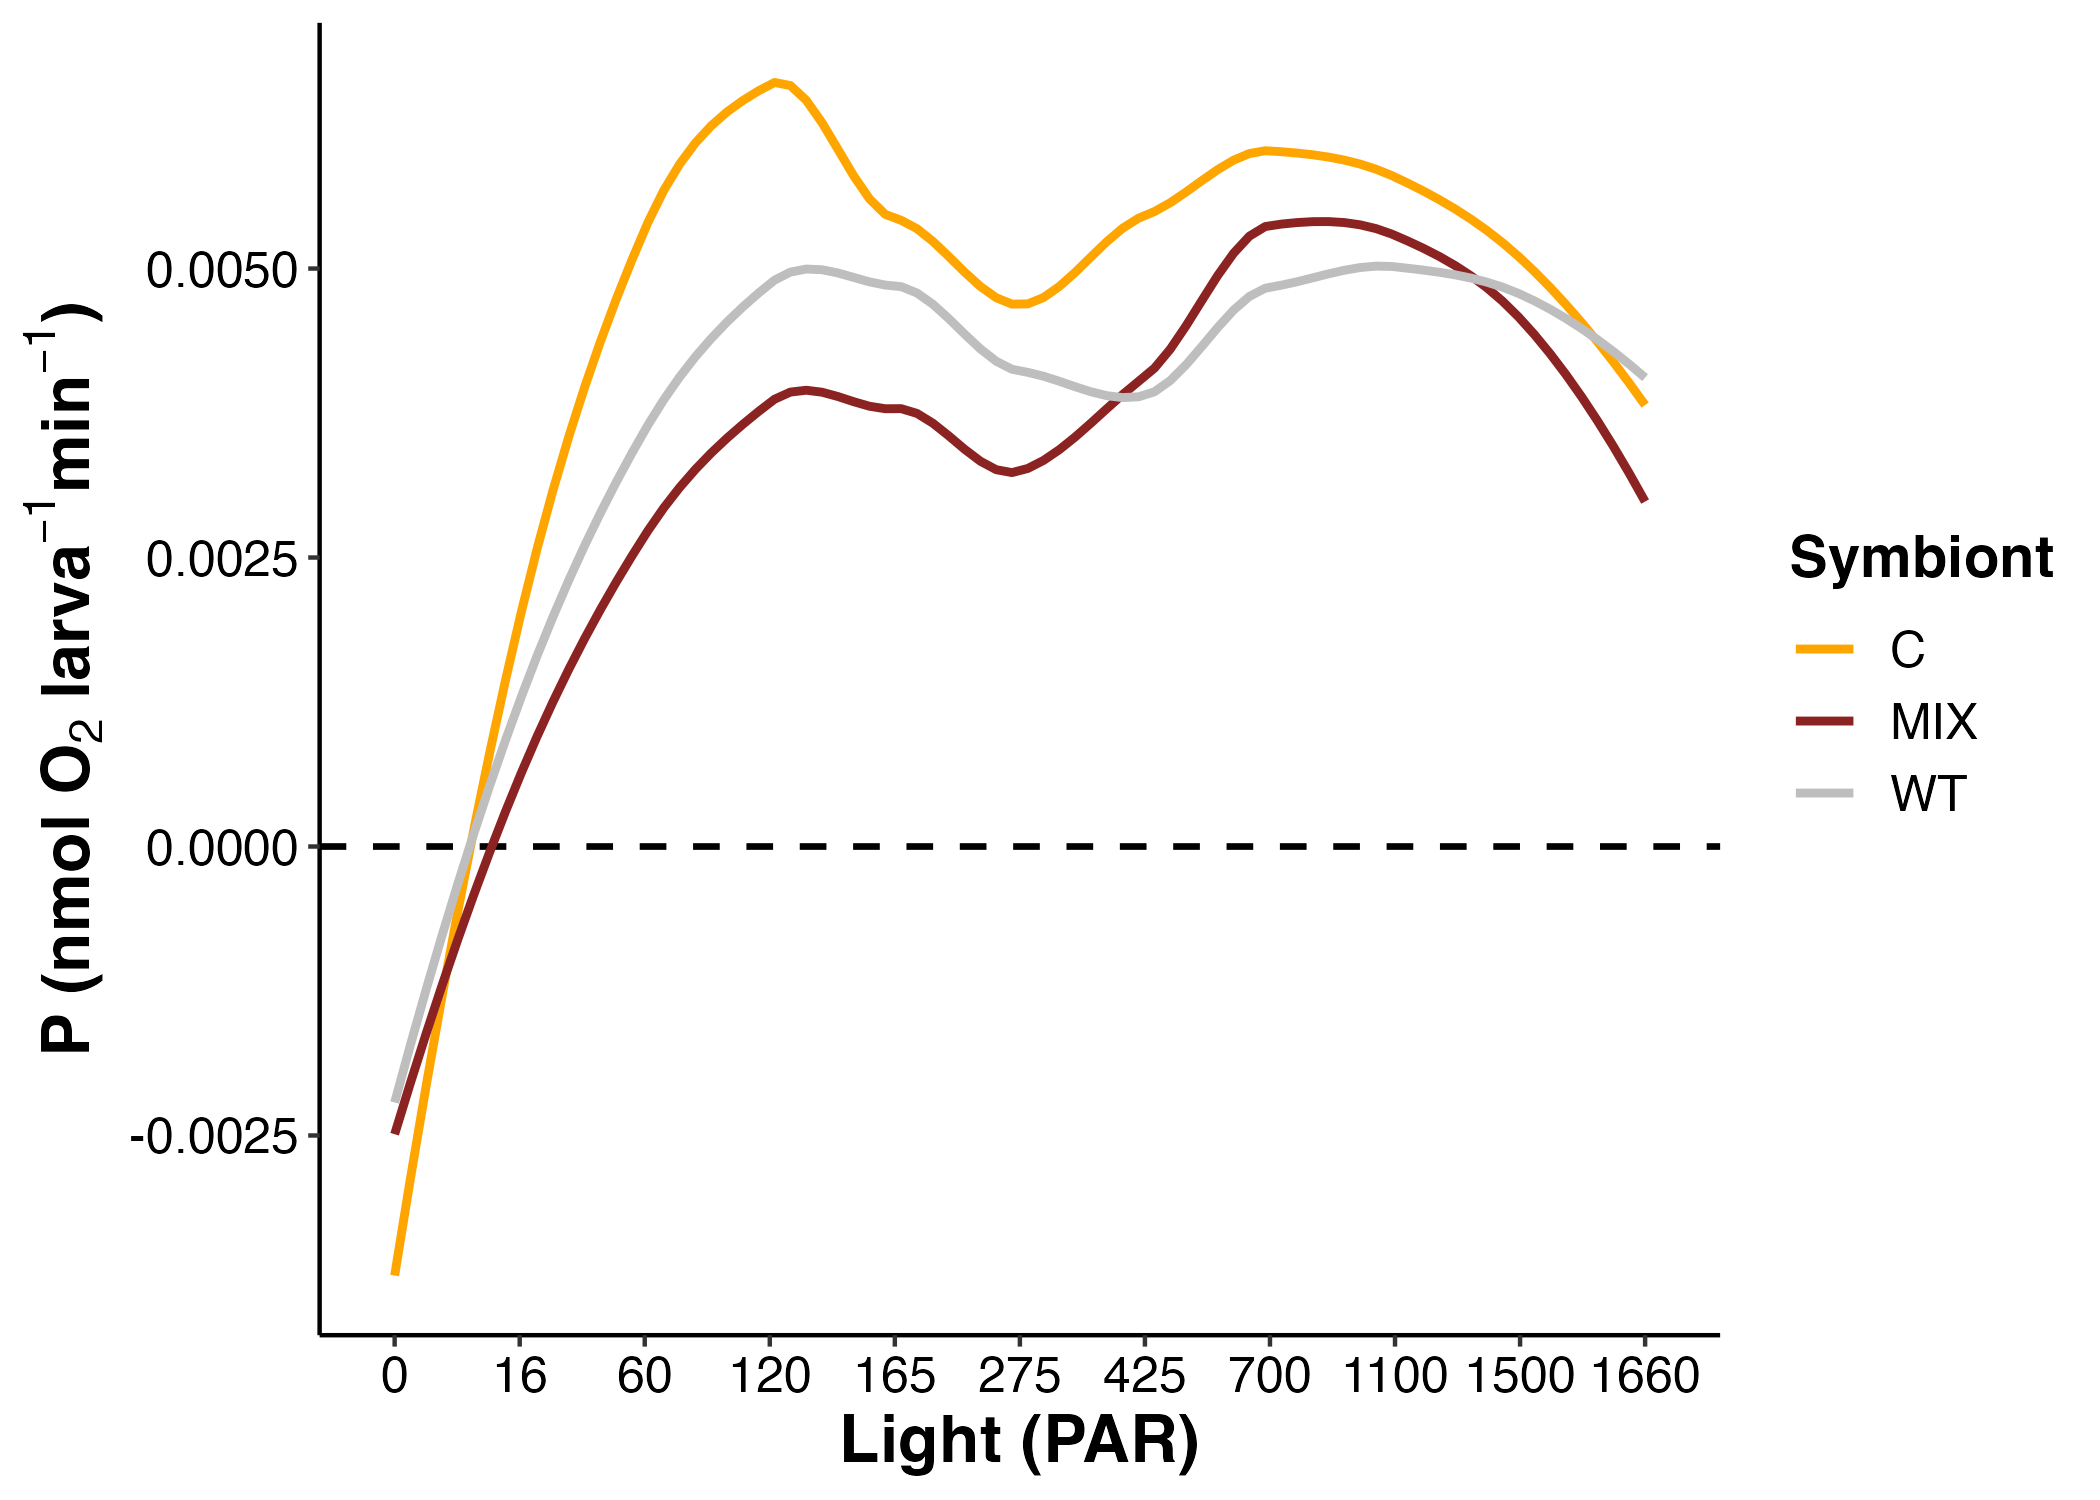 P (nmol O₂ larva⁻¹min⁻¹)
0.0050
0.0025
0.0000
-0.0025
0 16 60 120 165 275 425 700 1100 1500 1660
Light (PAR)
Symbiont
C
MIX
WT